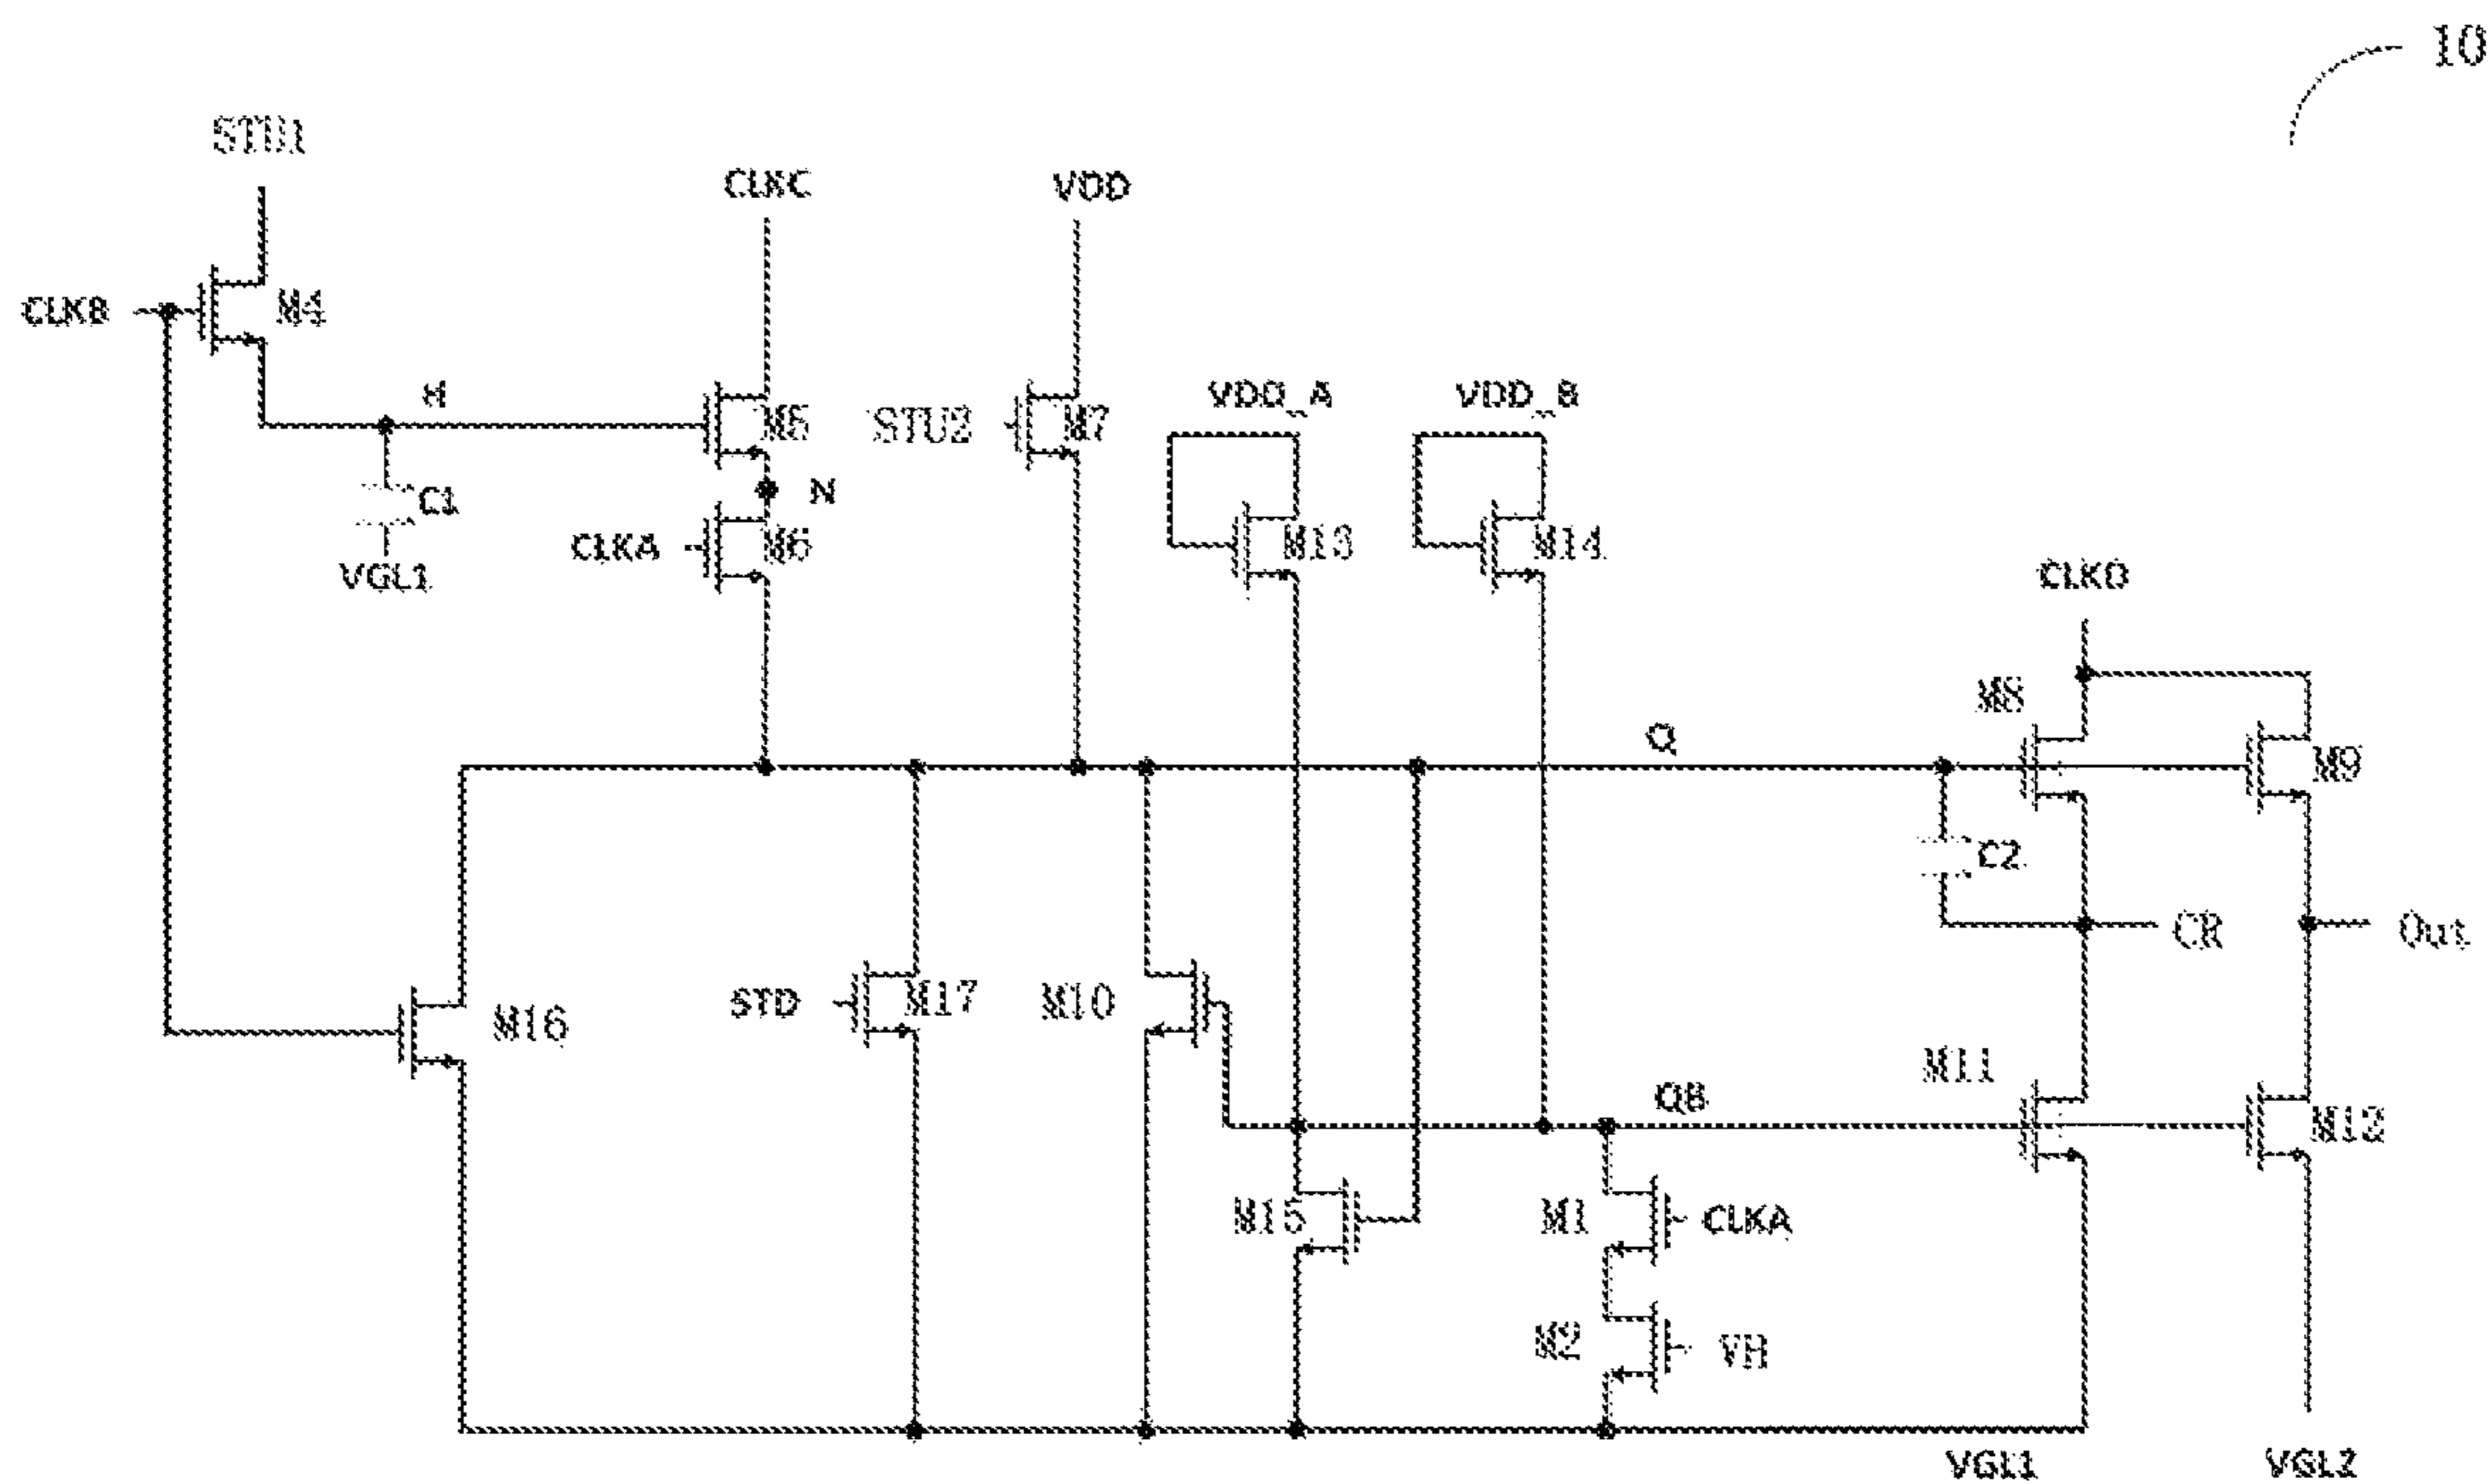 10
STU1
CLKC
VDD
CLKB
M4
H
M5
STU2
M7
VDD_A
VDD_B
C1
N
VGL1
CLKA
M6
M13
M14
CLKD
M8
Q
M9
C2
CR
Out
M16
STD
M17
M10
M11
QB
M12
M15
M1
CLKA
M2
VH
VGL1
VGL2